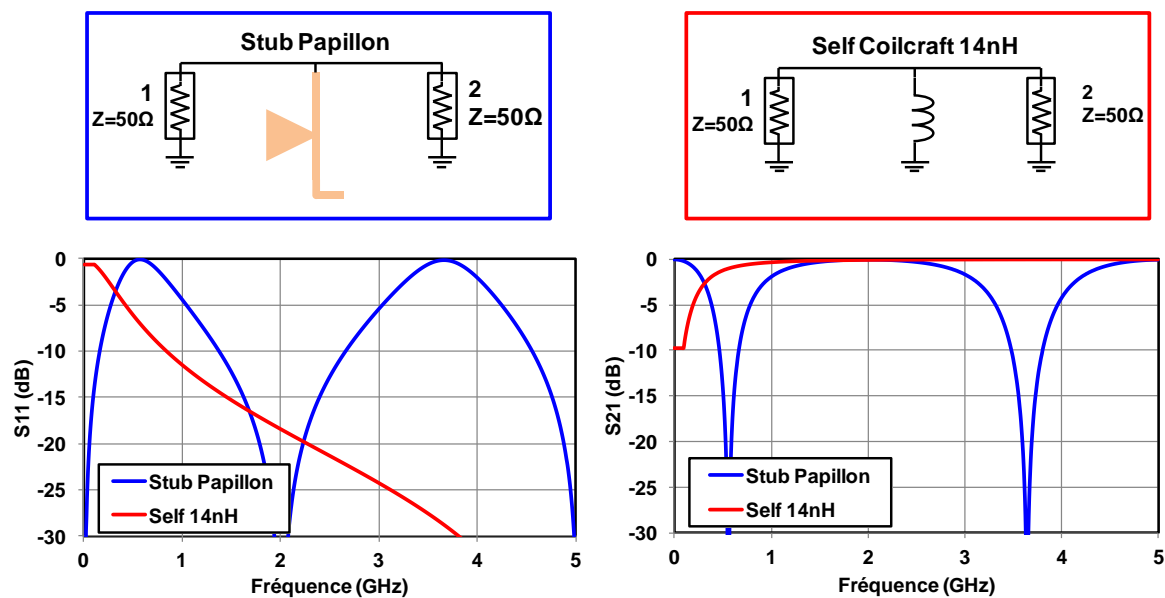 Stub Papillon
1
Z=50Ω
2
Z=50Ω
Self Coilcraft 14nH
1
Z=50Ω
2
Z=50Ω
S11 (dB)
0
-5
-10
-15
-20
-25
-30
0 1 2 3 4 5
Fréquence (GHz)
Stub Papillon
Self 14nH
S21 (dB)
0
-5
-10
-15
-20
-25
-30
0 1 2 3 4 5
Fréquence (GHz)
Stub Papillon
Self 14nH